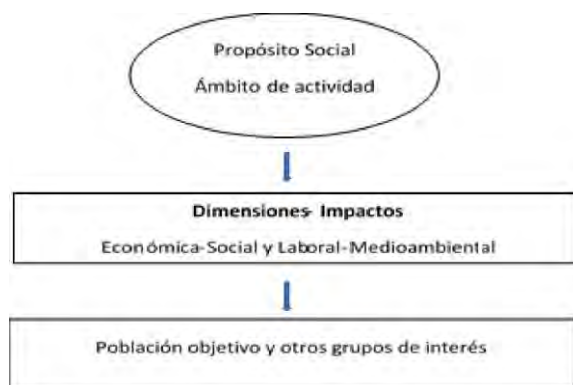 Propósito Social
Ámbito de actividad
Dimensiones- Impactos
Económica-Social y Laboral-Medioambiental
Población objetivo y otros grupos de interés